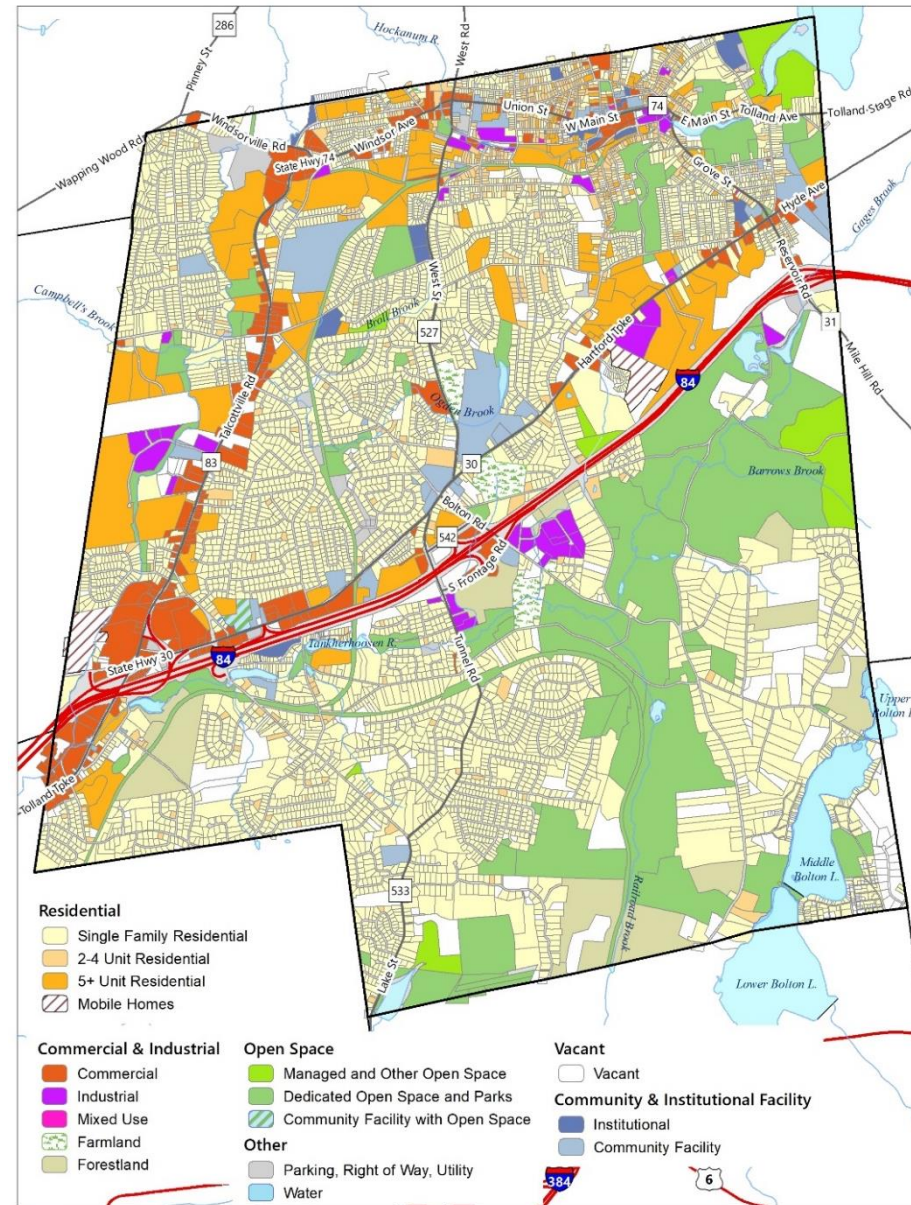 286
Pinney St
Hockanum R.
West Rd
Union St
W Main St
74
E Main St
Tolland Ave
Tolland-Stage Rd
Windsorville Rd
Windsor Ave
State Hwy 74
Wapping Wood Rd
Grove St
Hyde Ave
Gages Brook
Reservoir Rd
Campbell's Brook
West St
Broll Brook
527
31
Mile Hill Rd
Hartford Tpke
84
Talcottville Rd
Ogden Brook
83
30
Barrows Brook
Bolton Rd
542
S Frontage Rd
Tankherhoosen R.
84
State Hwy 30
Tunnel Rd
Upper
Bolton L.
Tolland Tpke
Middle
Bolton L.
533
Railroad Brook
Lake St
Lower Bolton L.
Residential
Single Family Residential
2-4 Unit Residential
5+ Unit Residential
Mobile Homes
Commercial & Industrial
Commercial
Industrial
Mixed Use
Farmland
Forestland
Open Space
Managed and Other Open Space
Dedicated Open Space and Parks
Community Facility with Open Space
Other
Parking, Right of Way, Utility
Water
Vacant
Vacant
Community & Institutional Facility
Institutional
Community Facility
384
6